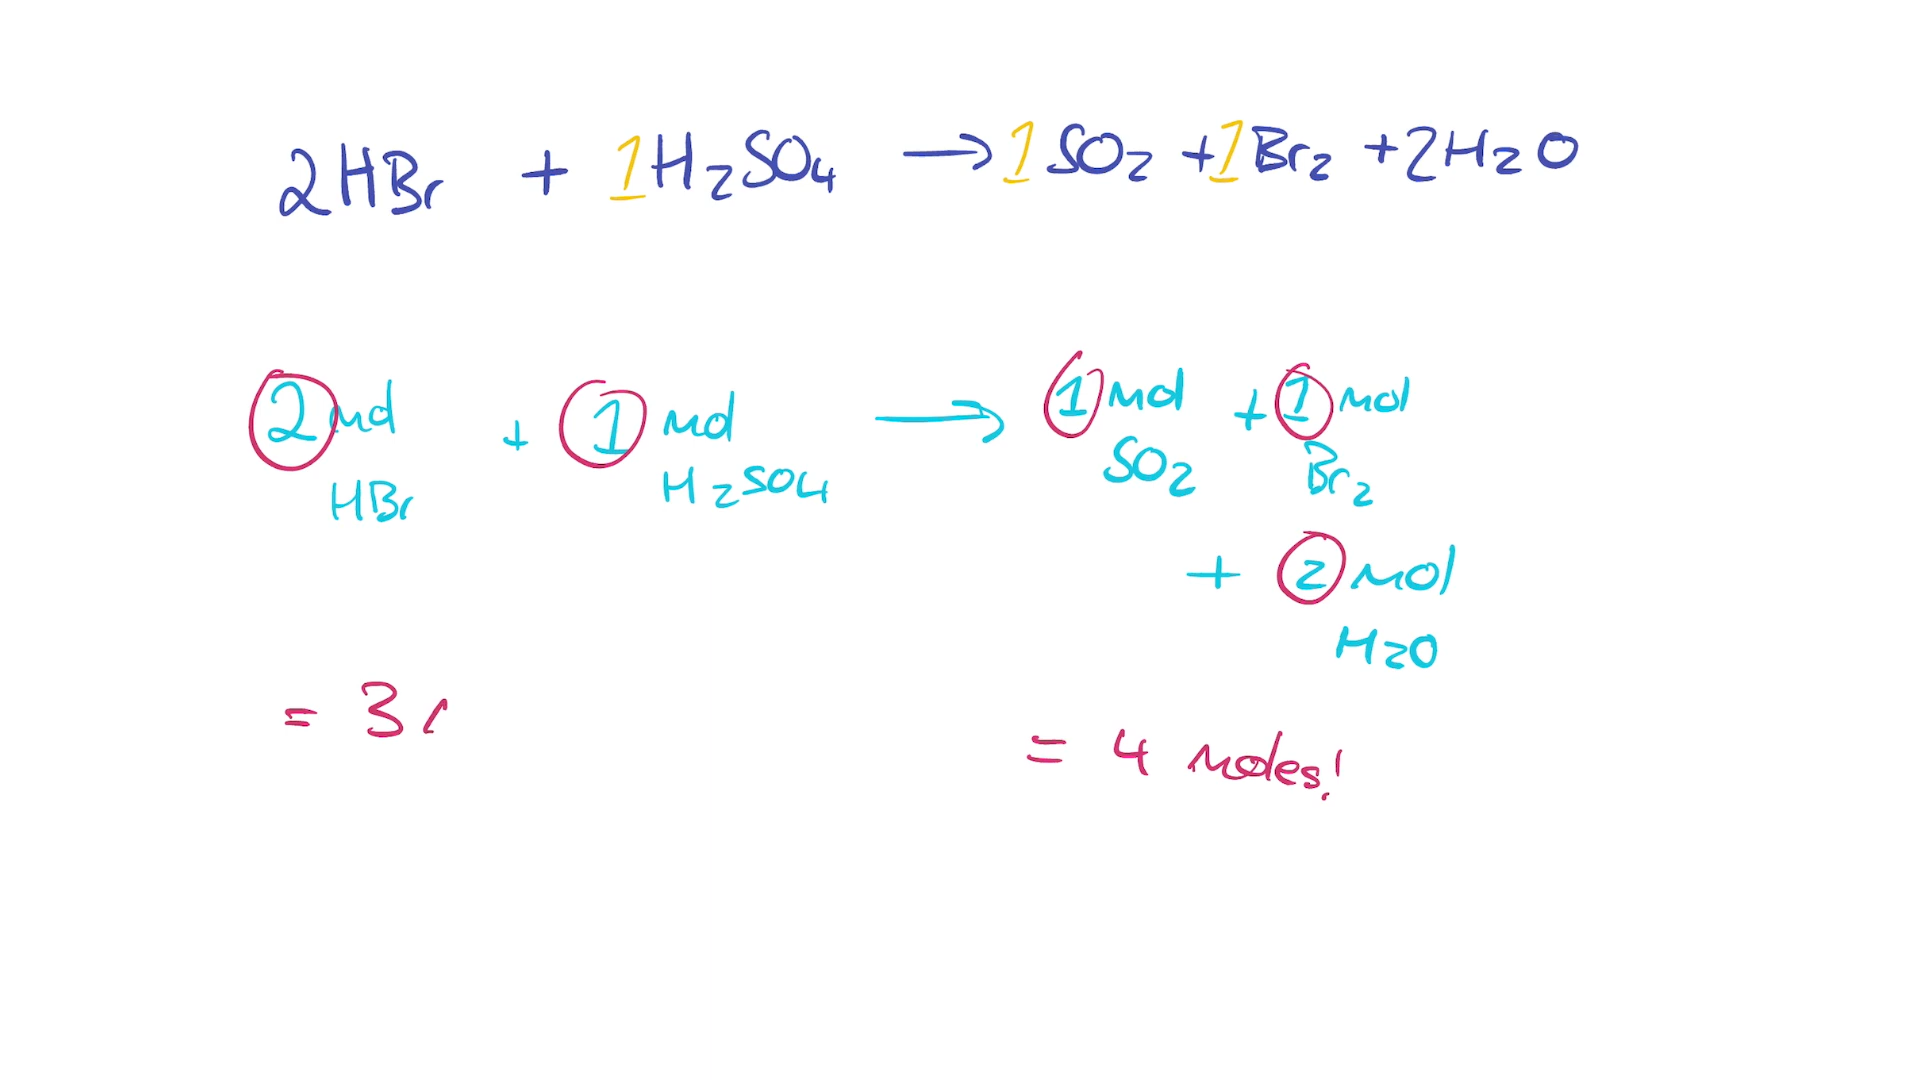 2HBr + 1H2SO4 → 1SO2 + 1Br2 + 2H2O
2 mol + 1 mol → 1 mol + 1 mol
HBr H2SO4 SO2 Br2
+ 2 mol
H2O
= 3
= 4 moles!